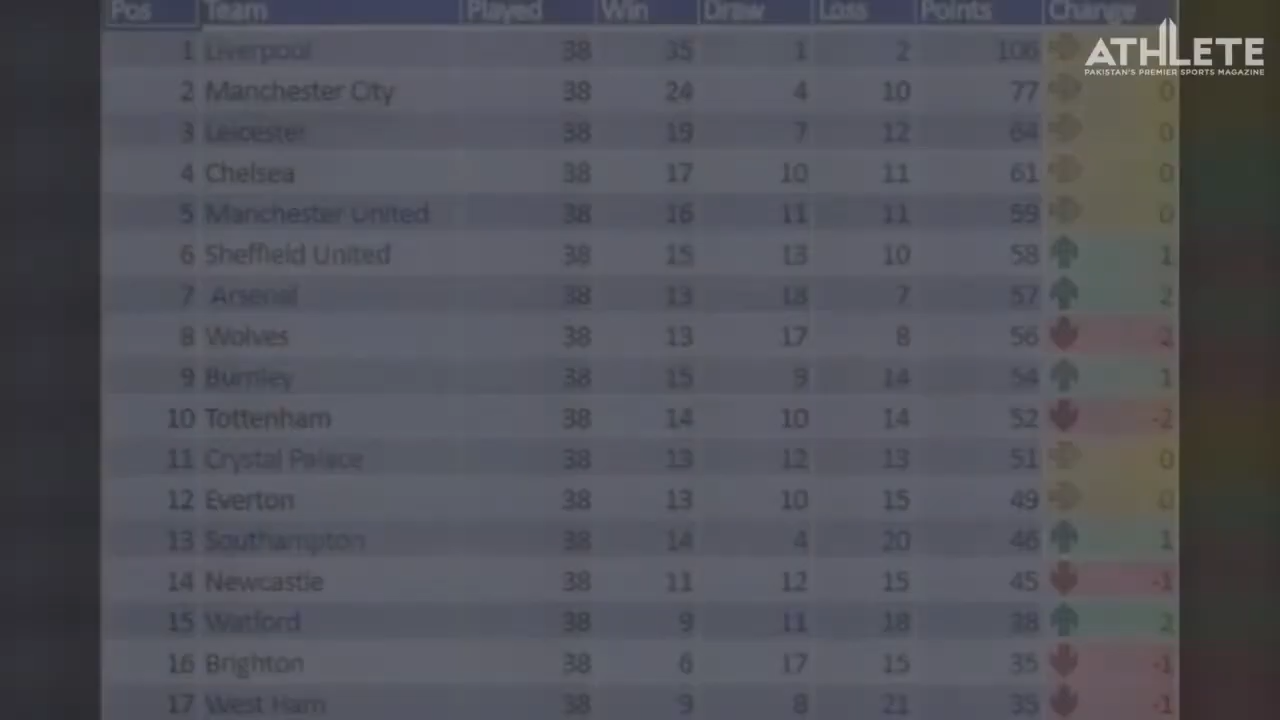 Pos Team Played Win Draw Loss Points Change
ATHLETE
PAKISTAN'S PREMIER SPORTS MAGAZINE
1 Liverpool 38 35 1 2 106
2 Manchester City 38 24 4 10 77 0
3 Leicester 38 19 7 12 64 0
4 Chelsea 38 17 10 11 61 0
5 Manchester United 38 16 11 11 59 0
6 Sheffield United 38 15 13 10 58 1
7 Arsenal 38 13 18 7 57 2
8 Wolves 38 13 17 8 56 2
9 Burnley 38 15 9 14 54 1
10 Tottenham 38 14 10 14 52 -2
11 Crystal Palace 38 13 12 13 51 0
12 Everton 38 13 10 15 49 0
13 Southampton 38 14 4 20 46 1
14 Newcastle 38 11 12 15 45 -1
15 Watford 38 9 11 18 38 2
16 Brighton 38 6 17 15 35 -1
17 West Ham 38 9 8 21 35 -1